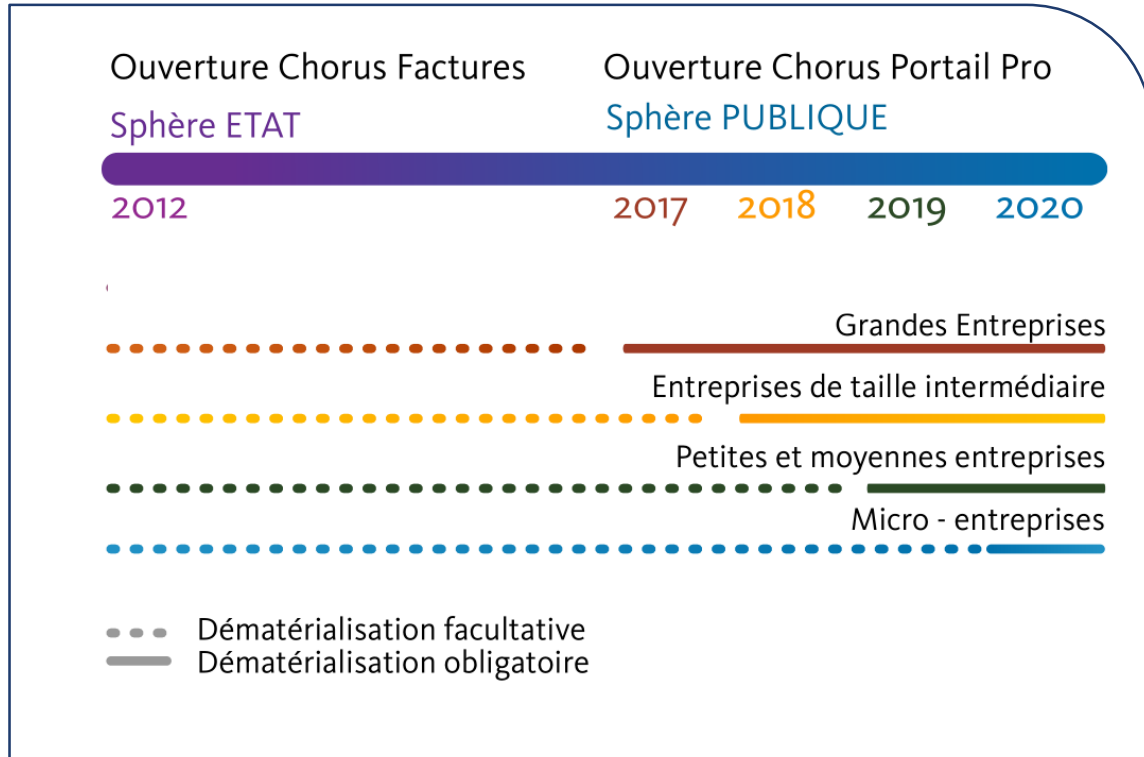 Ouverture Chorus Factures
Ouverture Chorus Portail Pro
Sphère ETAT
Sphère PUBLIQUE
2012
2017
2018
2019
2020
Grandes Entreprises
Entreprises de taille intermédiaire
Petites et moyennes entreprises
Micro - entreprises
Dématérialisation facultative
Dématérialisation obligatoire